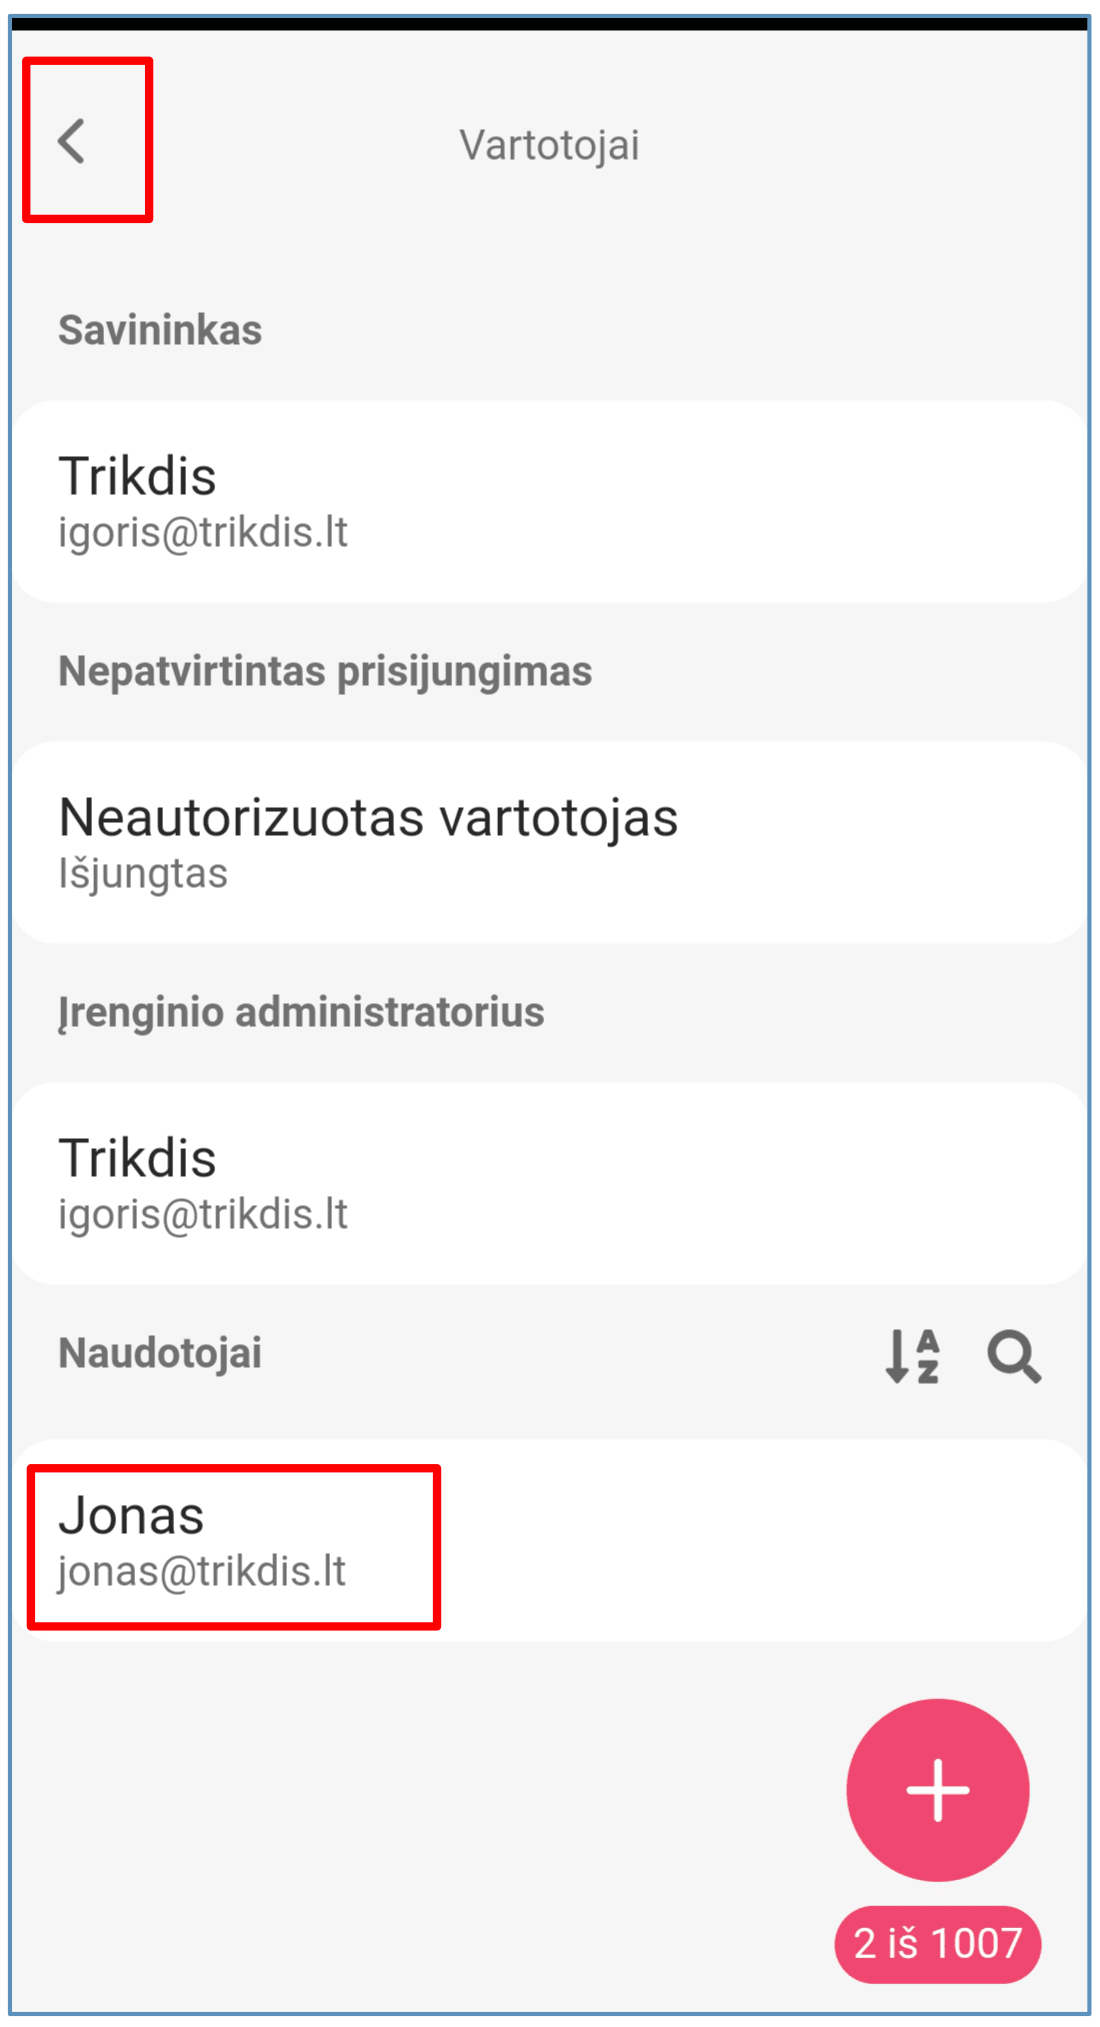 Vartotojai
Savininkas
Trikdis
igoris@trikdis.lt
Nepatvirtintas prisijungimas
Neautorizuotas vartotojas
Išjungtas
Įrenginio administratorius
Trikdis
igoris@trikdis.lt
Naudotojai
A
Z
Jonas
jonas@trikdis.lt
2 iš 1007